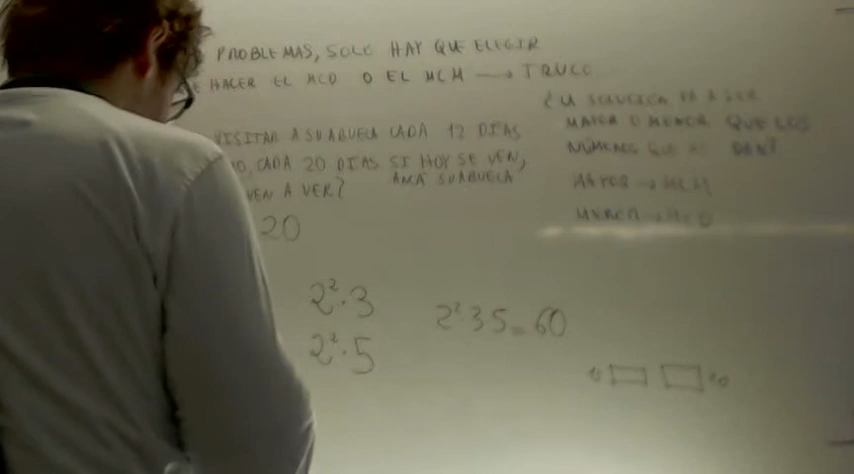 PROBLEMAS, SOLO HAY QUE ELEGIR
HACER EL MCD O EL MCM → TRUCO
¿LA SOLUCION VA A SER
MAYOR O MENOR QUE LOS
NÚMEROS QUE ME DAN?
MAYOR → MCM
MENOR → MCD
VISITAR A SU ABUELA CADA 12 DIAS
CADA 20 DIAS SI HOY SE VEN,
VEN A VER? A SU ABUELA
20
2²·3
2²·5
2² 3 5 = 60